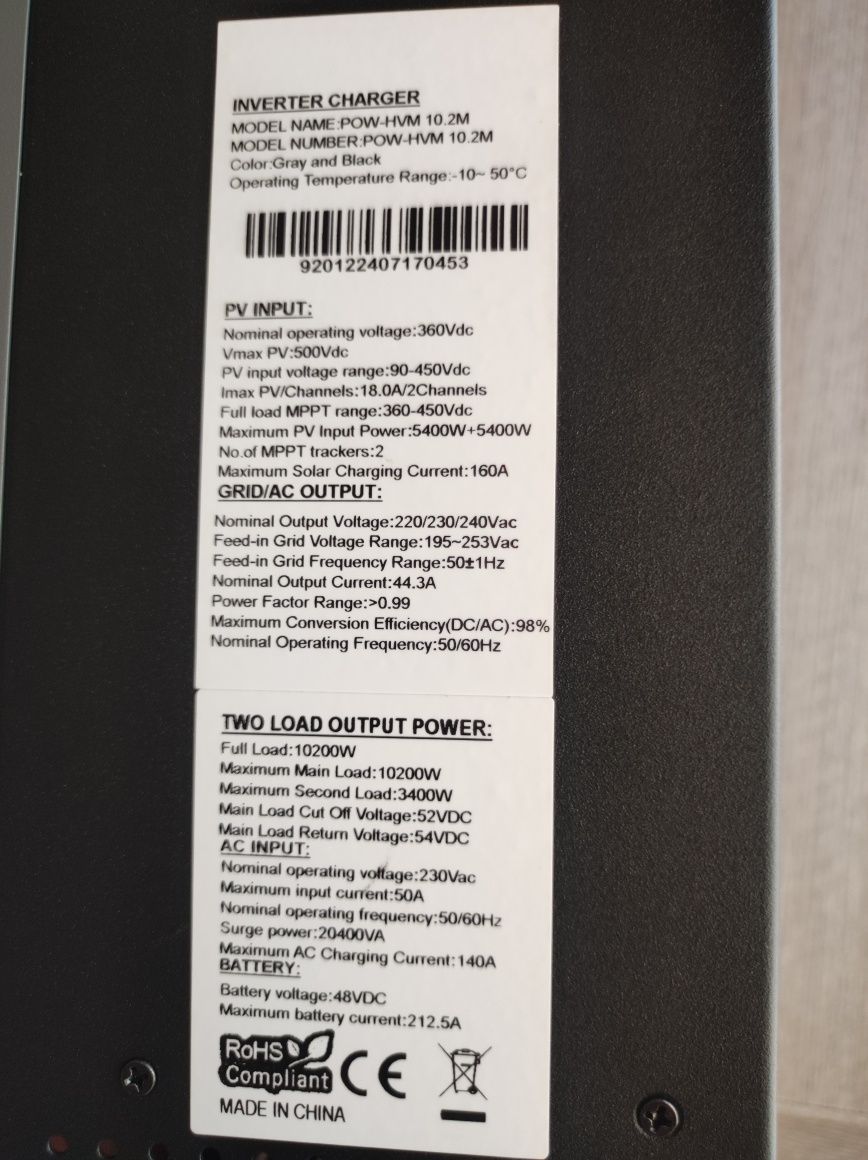 INVERTER CHARGER
MODEL NAME:POW-HVM 10.2M
MODEL NUMBER:POW-HVM 10.2M
Color:Gray and Black
Operating Temperature Range:-10~ 50°C
920122407170453
PV INPUT:
Nominal operating voltage:360Vdc
Vmax PV:500Vdc
PV input voltage range:90-450Vdc
Imax PV/Channels:18.0A/2Channels
Full load MPPT range:360-450Vdc
Maximum PV Input Power:5400W+5400W
No.of MPPT trackers:2
Maximum Solar Charging Current:160A
GRID/AC OUTPUT:
Nominal Output Voltage:220/230/240Vac
Feed-in Grid Voltage Range:195~253Vac
Feed-in Grid Frequency Range:50±1Hz
Nominal Output Current:44.3A
Power Factor Range:>0.99
Maximum Conversion Efficiency(DC/AC):98%
Nominal Operating Frequency:50/60Hz
TWO LOAD OUTPUT POWER:
Full Load:10200W
Maximum Main Load:10200W
Maximum Second Load:3400W
Main Load Cut Off Voltage:52VDC
Main Load Return Voltage:54VDC
AC INPUT:
Nominal operating voltage:230Vac
Maximum input current:50A
Nominal operating frequency:50/60Hz
Surge power:20400VA
Maximum AC Charging Current:140A
BATTERY:
Battery voltage:48VDC
Maximum battery current:212.5A
RoHS
Compliant
CE
MADE IN CHINA